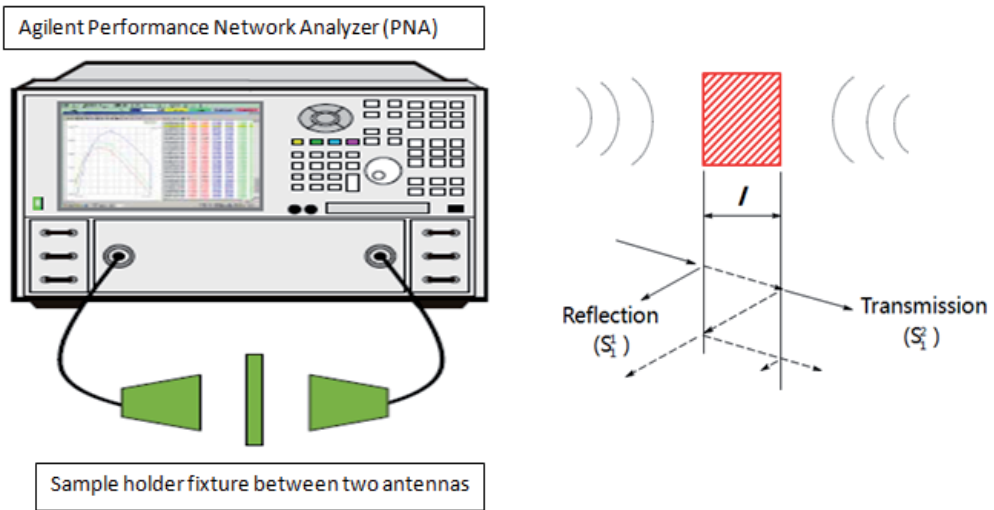 Agilent Performance Network Analyzer (PNA)
l
Reflection
(S¹₁)
Transmission
(S²₁)
Sample holder fixture between two antennas